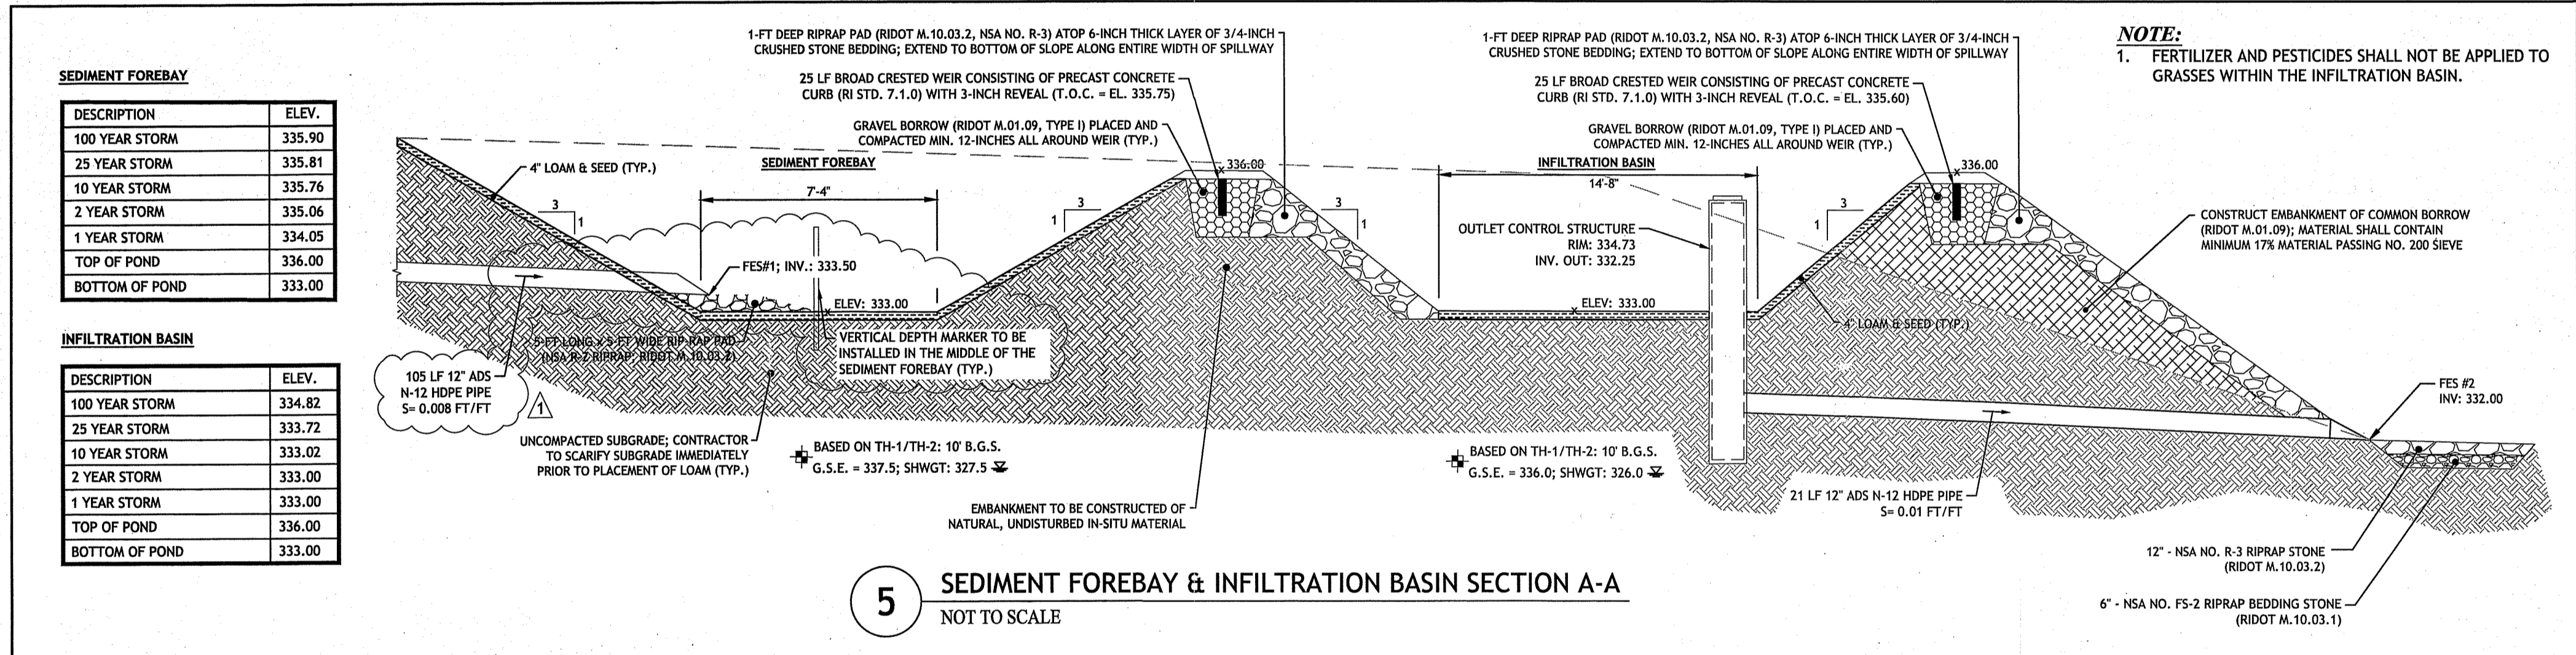 SEDIMENT FOREBAY
DESCRIPTION ELEV.
100 YEAR STORM 335.90
25 YEAR STORM 335.81
10 YEAR STORM 335.76
2 YEAR STORM 335.06
1 YEAR STORM 334.05
TOP OF POND 336.00
BOTTOM OF POND 333.00
INFILTRATION BASIN
DESCRIPTION ELEV.
100 YEAR STORM 334.82
25 YEAR STORM 333.72
10 YEAR STORM 333.02
2 YEAR STORM 333.00
1 YEAR STORM 333.00
TOP OF POND 336.00
BOTTOM OF POND 333.00
1-FT DEEP RIPRAP PAD (RIDOT M.10.03.2, NSA NO. R-3) ATOP 6-INCH THICK LAYER OF 3/4-INCH
CRUSHED STONE BEDDING; EXTEND TO BOTTOM OF SLOPE ALONG ENTIRE WIDTH OF SPILLWAY
25 LF BROAD CRESTED WEIR CONSISTING OF PRECAST CONCRETE
CURB (RI STD. 7.1.0) WITH 3-INCH REVEAL (T.O.C. = EL. 335.75)
GRAVEL BORROW (RIDOT M.01.09, TYPE I) PLACED AND
COMPACTED MIN. 12-INCHES ALL AROUND WEIR (TYP.)
4" LOAM & SEED (TYP.)
SEDIMENT FOREBAY
7'-4"
336.00
3
1
3
1
3
1
FES#1; INV.: 333.50
ELEV: 333.00
5-FT LONG x 5-FT WIDE RIP-RAP PAD
(NSA R-2 RIPRAP; RIDOT M.10.03.2)
VERTICAL DEPTH MARKER TO BE
INSTALLED IN THE MIDDLE OF THE
SEDIMENT FOREBAY (TYP.)
105 LF 12" ADS
N-12 HDPE PIPE
S= 0.008 FT/FT
1
UNCOMPACTED SUBGRADE; CONTRACTOR
TO SCARIFY SUBGRADE IMMEDIATELY
PRIOR TO PLACEMENT OF LOAM (TYP.)
BASED ON TH-1/TH-2: 10' B.G.S.
G.S.E. = 337.5; SHWGT: 327.5
EMBANKMENT TO BE CONSTRUCTED OF
NATURAL, UNDISTURBED IN-SITU MATERIAL
1-FT DEEP RIPRAP PAD (RIDOT M.10.03.2, NSA NO. R-3) ATOP 6-INCH THICK LAYER OF 3/4-INCH
CRUSHED STONE BEDDING; EXTEND TO BOTTOM OF SLOPE ALONG ENTIRE WIDTH OF SPILLWAY
25 LF BROAD CRESTED WEIR CONSISTING OF PRECAST CONCRETE
CURB (RI STD. 7.1.0) WITH 3-INCH REVEAL (T.O.C. = EL. 335.60)
GRAVEL BORROW (RIDOT M.01.09, TYPE I) PLACED AND
COMPACTED MIN. 12-INCHES ALL AROUND WEIR (TYP.)
INFILTRATION BASIN
14'-8"
336.00
OUTLET CONTROL STRUCTURE
RIM: 334.73
INV. OUT: 332.25
3
1
ELEV: 333.00
4" LOAM & SEED (TYP.)
BASED ON TH-1/TH-2: 10' B.G.S.
G.S.E. = 336.0; SHWGT: 326.0
21 LF 12" ADS N-12 HDPE PIPE
S= 0.01 FT/FT
NOTE:
1. FERTILIZER AND PESTICIDES SHALL NOT BE APPLIED TO
GRASSES WITHIN THE INFILTRATION BASIN.
CONSTRUCT EMBANKMENT OF COMMON BORROW
(RIDOT M.01.09); MATERIAL SHALL CONTAIN
MINIMUM 17% MATERIAL PASSING NO. 200 SIEVE
FES #2
INV: 332.00
12" - NSA NO. R-3 RIPRAP STONE
(RIDOT M.10.03.2)
6" - NSA NO. FS-2 RIPRAP BEDDING STONE
(RIDOT M.10.03.1)
5 SEDIMENT FOREBAY & INFILTRATION BASIN SECTION A-A
NOT TO SCALE